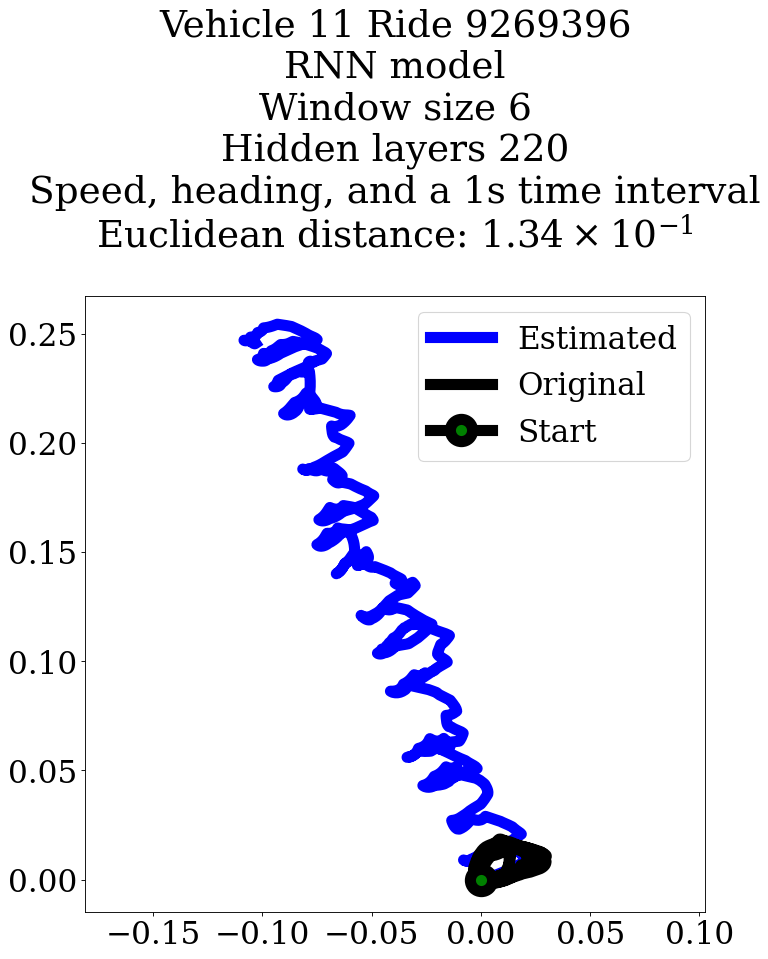 Vehicle 11 Ride 9269396
RNN model
Window size 6
Hidden layers 220
Speed, heading, and a 1s time interval
Euclidean distance: 1.34 × 10⁻¹
Estimated
Original
Start
0.25
0.20
0.15
0.10
0.05
0.00
−0.15 −0.10 −0.05 0.00 0.05 0.10